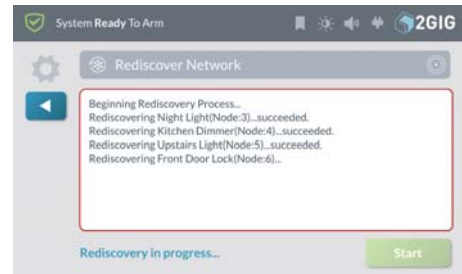 System Ready To Arm
2GIG
Rediscover Network
Beginning Rediscovery Process...
Rediscovering Night Light(Node:3)...succeeded.
Rediscovering Kitchen Dimmer(Node:4)...succeeded.
Rediscovering Upstairs Light(Node:5)...succeeded.
Rediscovering Front Door Lock(Node:6)...
Rediscovery in progress...
Start